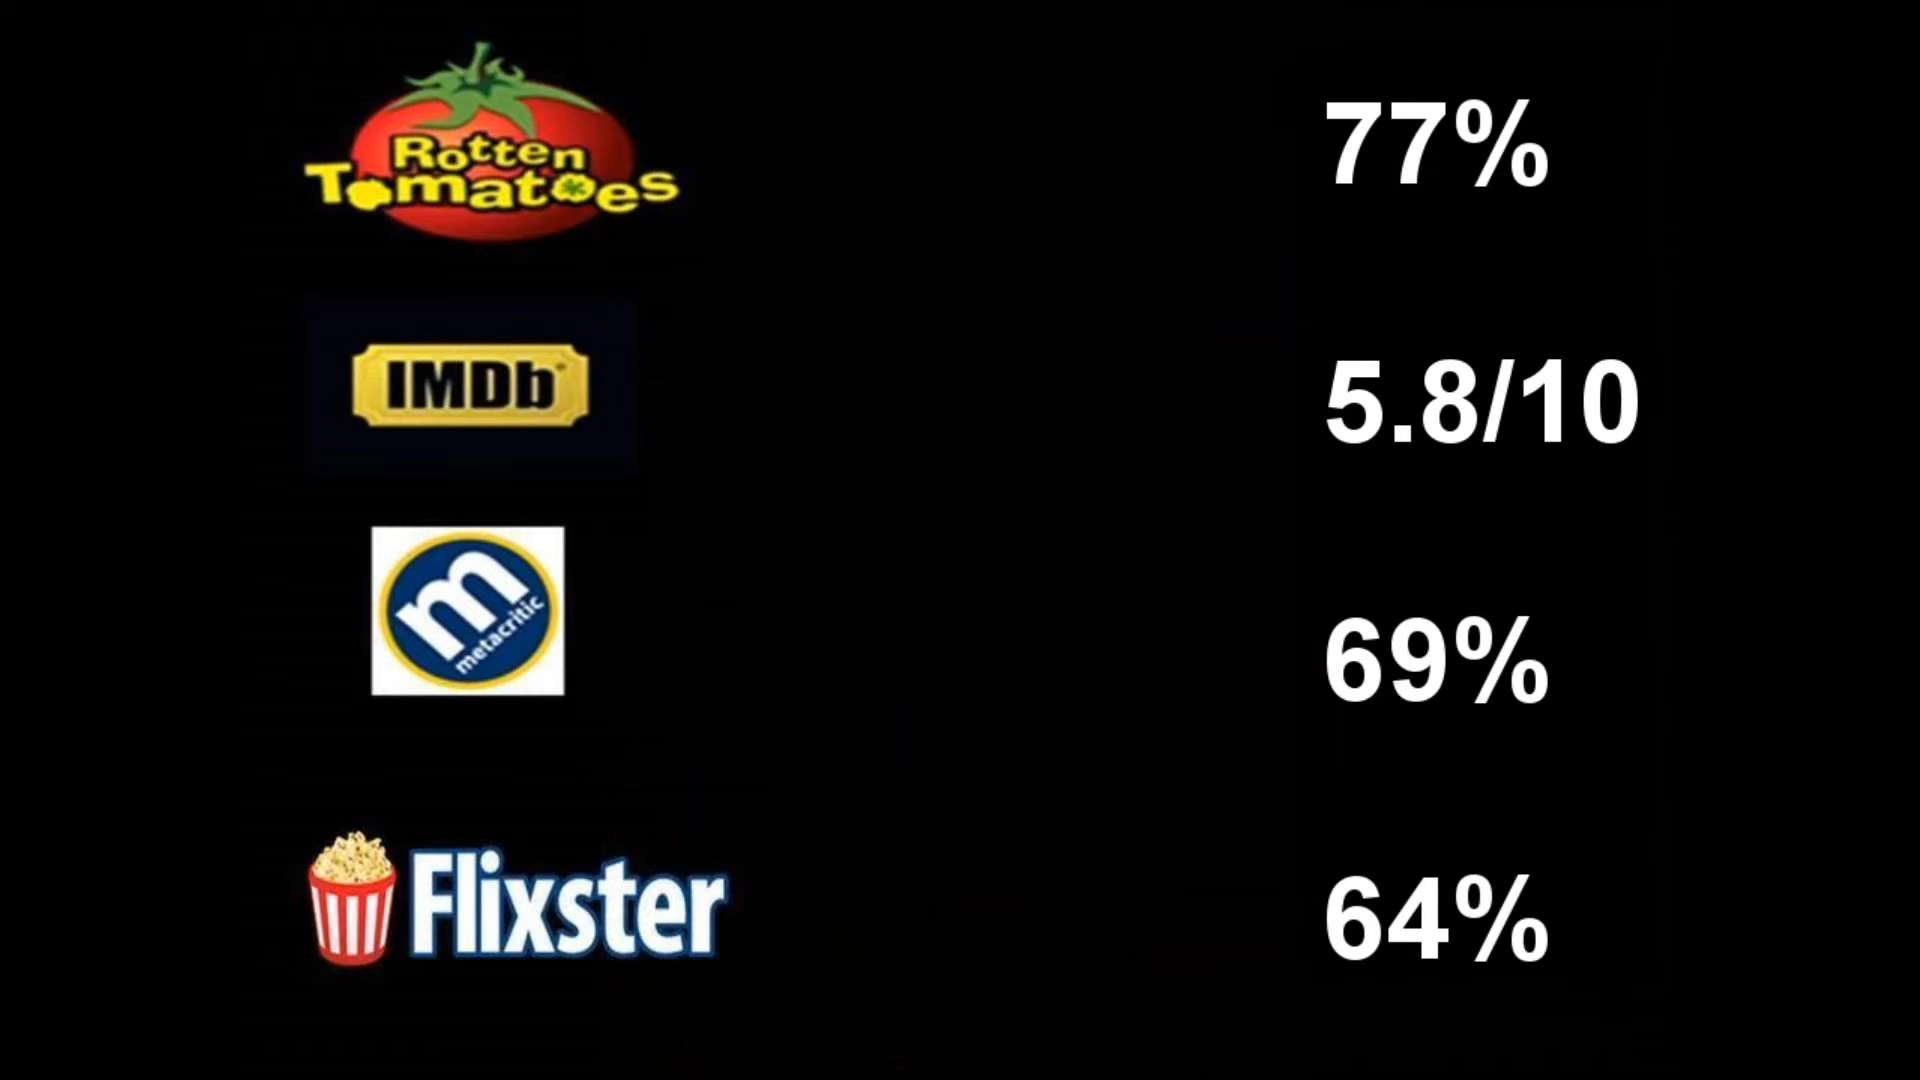 Rotten
Tomatoes
77%
IMDb
5.8/10
m
metacritic
69%
Flixster
64%